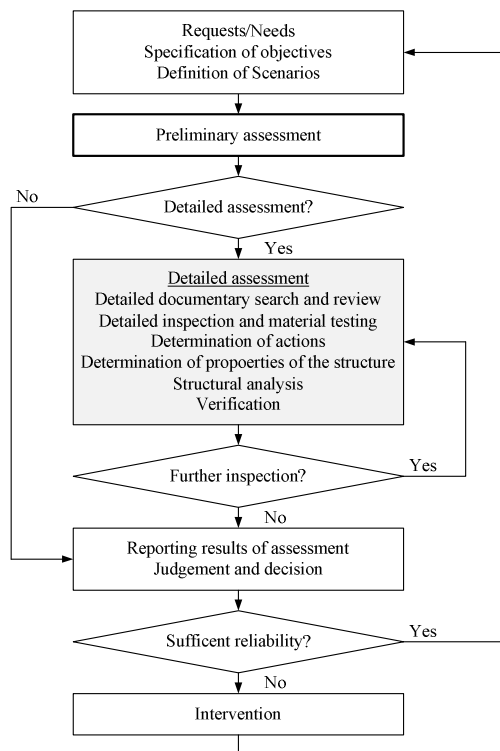 Requests/Needs
Specification of objectives
Definition of Scenarios
Preliminary assessment
No
Detailed assessment?
Yes
Detailed assessment
Detailed documentary search and review
Detailed inspection and material testing
Determination of actions
Determination of propoerties of the structure
Structural analysis
Verification
Further inspection?
Yes
No
Reporting results of assessment
Judgement and decision
Sufficent reliability?
Yes
No
Intervention